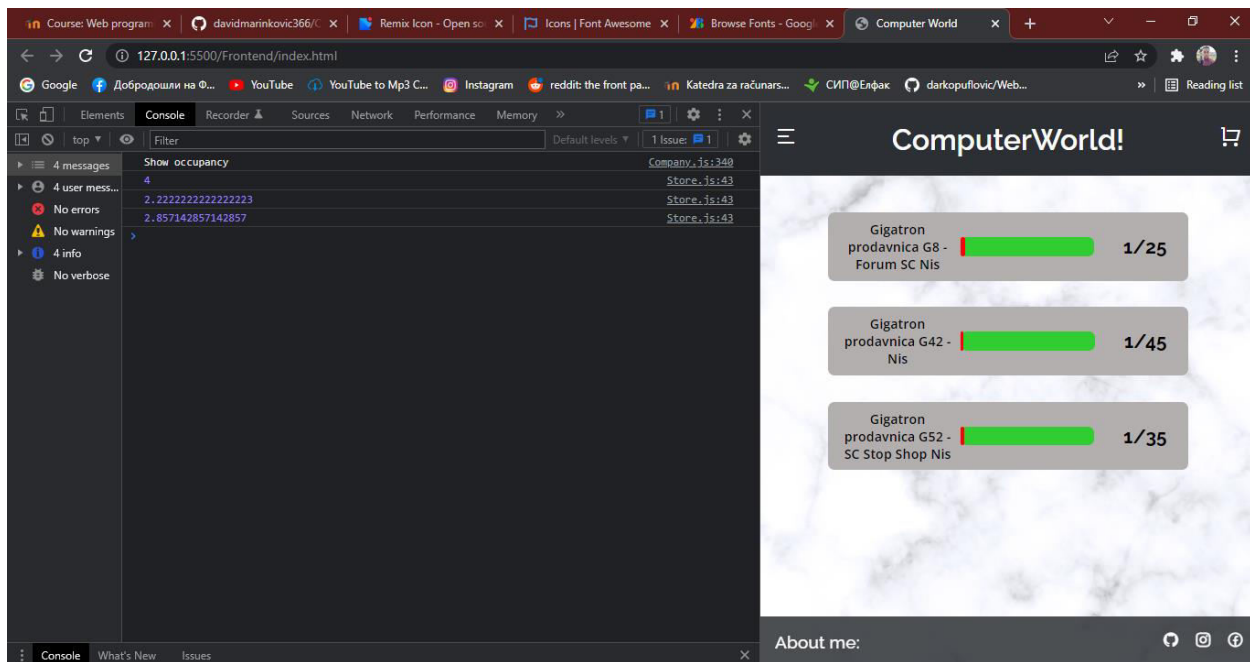 Course: Web program
davidmarinkovic366/C
Remix Icon - Open so
Icons | Font Awesome
Browse Fonts - Googl
Computer World
127.0.0.1:5500/Frontend/index.html
Google
Добродошли на Ф...
YouTube
YouTube to Mp3 C...
Instagram
reddit: the front pa...
Katedra za računars...
СИП@Елфак
darkopuflovic/Web...
»
Reading list
Elements
Console
Recorder
Sources
Network
Performance
Memory
»
1
top ▼
Filter
Default levels ▼
1 Issue: 1
4 messages
4 user mess...
No errors
No warnings
4 info
No verbose
Show occupancy
Company.js:340
4
Store.js:43
2.2222222222222223
Store.js:43
2.857142857142857
Store.js:43
Console
What's New
Issues
ComputerWorld!
Gigatron
prodavnica G8 -
Forum SC Nis
1/25
Gigatron
prodavnica G42 -
Nis
1/45
Gigatron
prodavnica G52 -
SC Stop Shop Nis
1/35
About me: